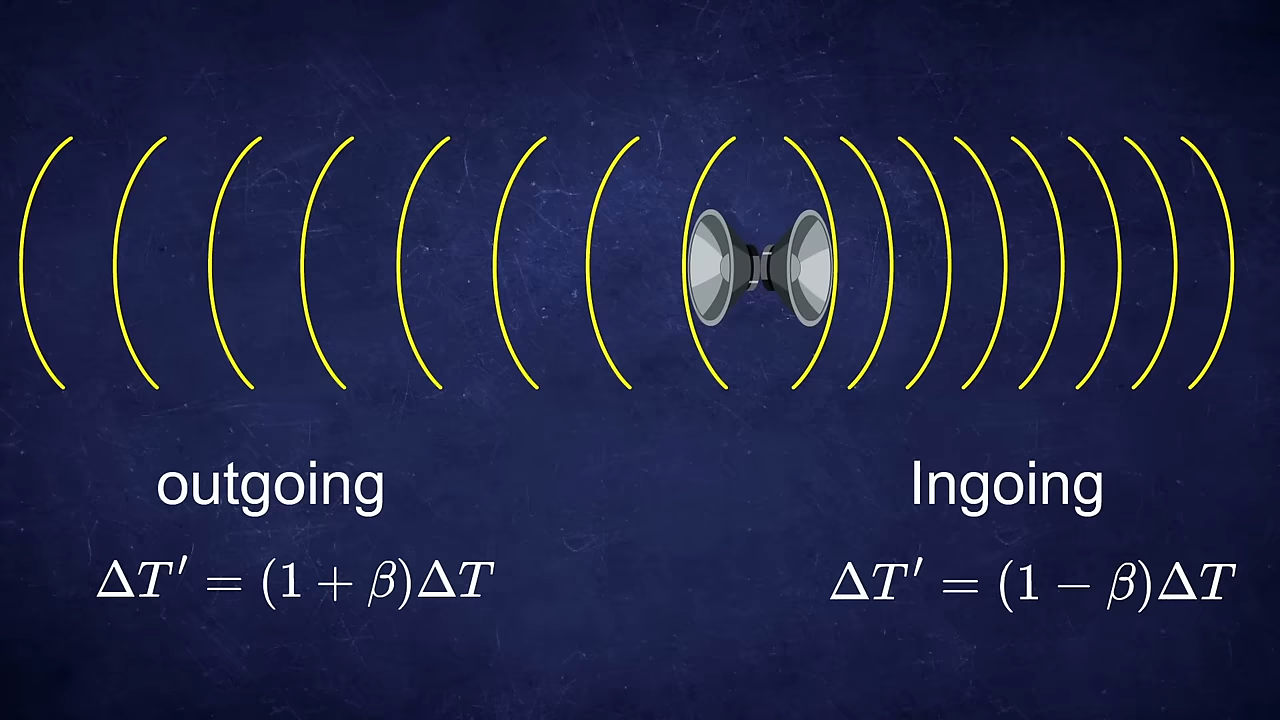 outgoing
Ingoing
ΔT′ = (1 + β)ΔT
ΔT′ = (1 − β)ΔT